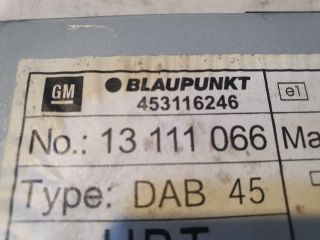 GM BLAUPUNKT e1
453116246
No.: 13 111 066 Ma
Type: DAB 45